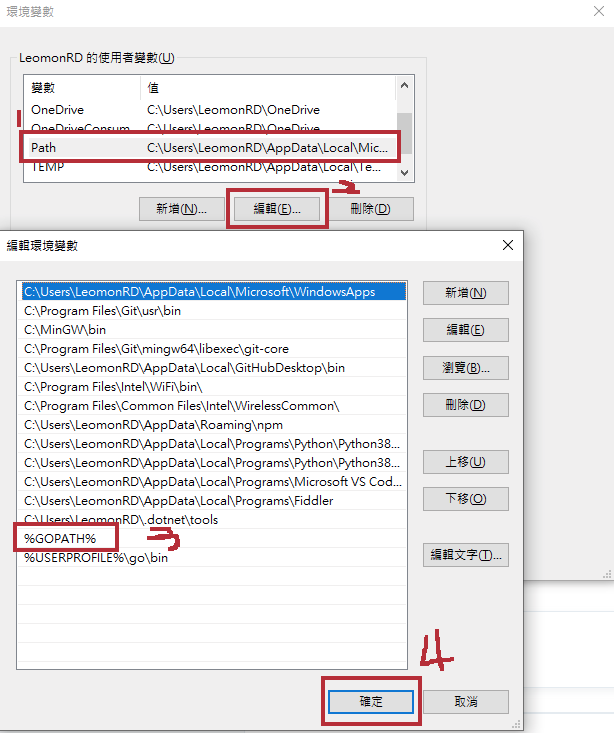 環境變數
LeomonRD 的使用者變數(U)
變數 值
OneDrive C:\Users\LeomonRD\OneDrive
1
OneDriveConsum... C:\Users\LeomonRD\OneDrive
Path C:\Users\LeomonRD\AppData\Local\Mic...
TEMP C:\Users\LeomonRD\AppData\Local\Te...
2
新增(N)... 編輯(E)... 刪除(D)
編輯環境變數
C:\Users\LeomonRD\AppData\Local\Microsoft\WindowsApps 新增(N)
C:\Program Files\Git\usr\bin
C:\MinGW\bin 編輯(E)
C:\Program Files\Git\mingw64\libexec\git-core
C:\Users\LeomonRD\AppData\Local\GitHubDesktop\bin 瀏覽(B)...
C:\Program Files\Intel\WiFi\bin\
C:\Program Files\Common Files\Intel\WirelessCommon\ 刪除(D)
C:\Users\LeomonRD\AppData\Roaming\npm
C:\Users\LeomonRD\AppData\Local\Programs\Python\Python38...
C:\Users\LeomonRD\AppData\Local\Programs\Python\Python38... 上移(U)
C:\Users\LeomonRD\AppData\Local\Programs\Microsoft VS Cod...
C:\Users\LeomonRD\AppData\Local\Programs\Fiddler 下移(O)
C:\Users\LeomonRD\.dotnet\tools
%GOPATH% 3
%USERPROFILE%\go\bin 編輯文字(T)...
4
確定 取消